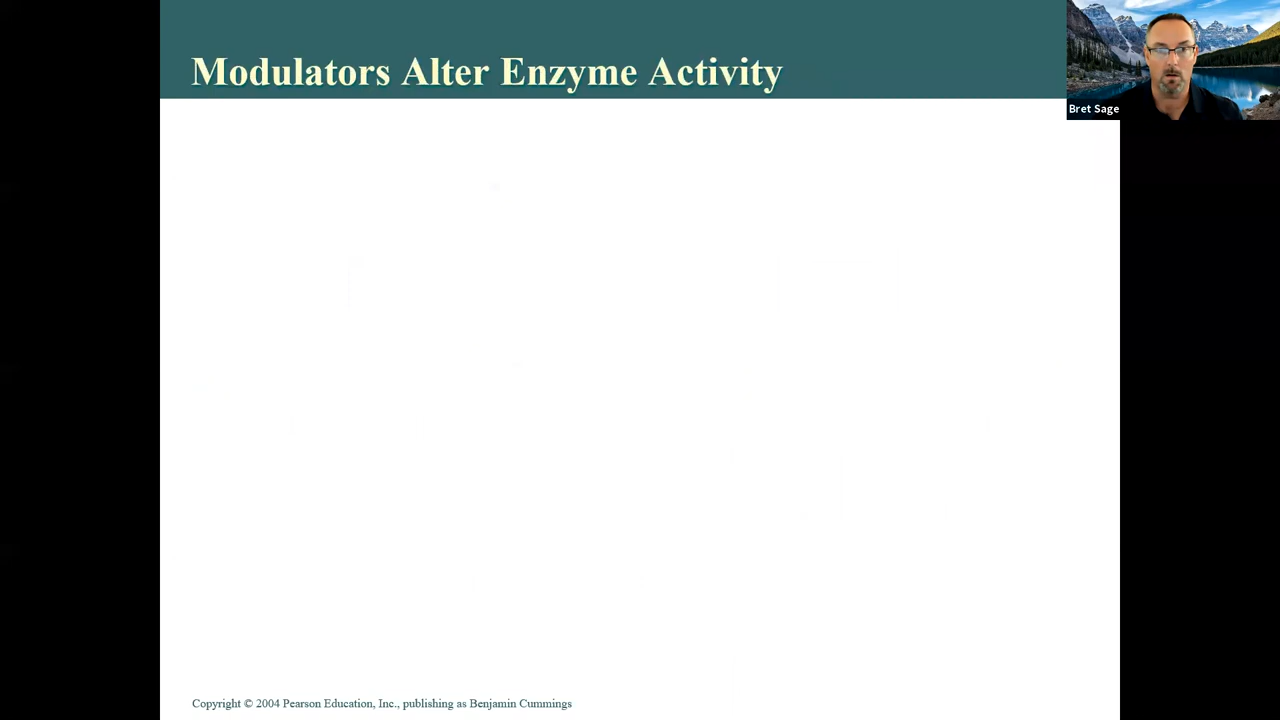 Modulators Alter Enzyme Activity
Bret Sage
Copyright © 2004 Pearson Education, Inc., publishing as Benjamin Cummings